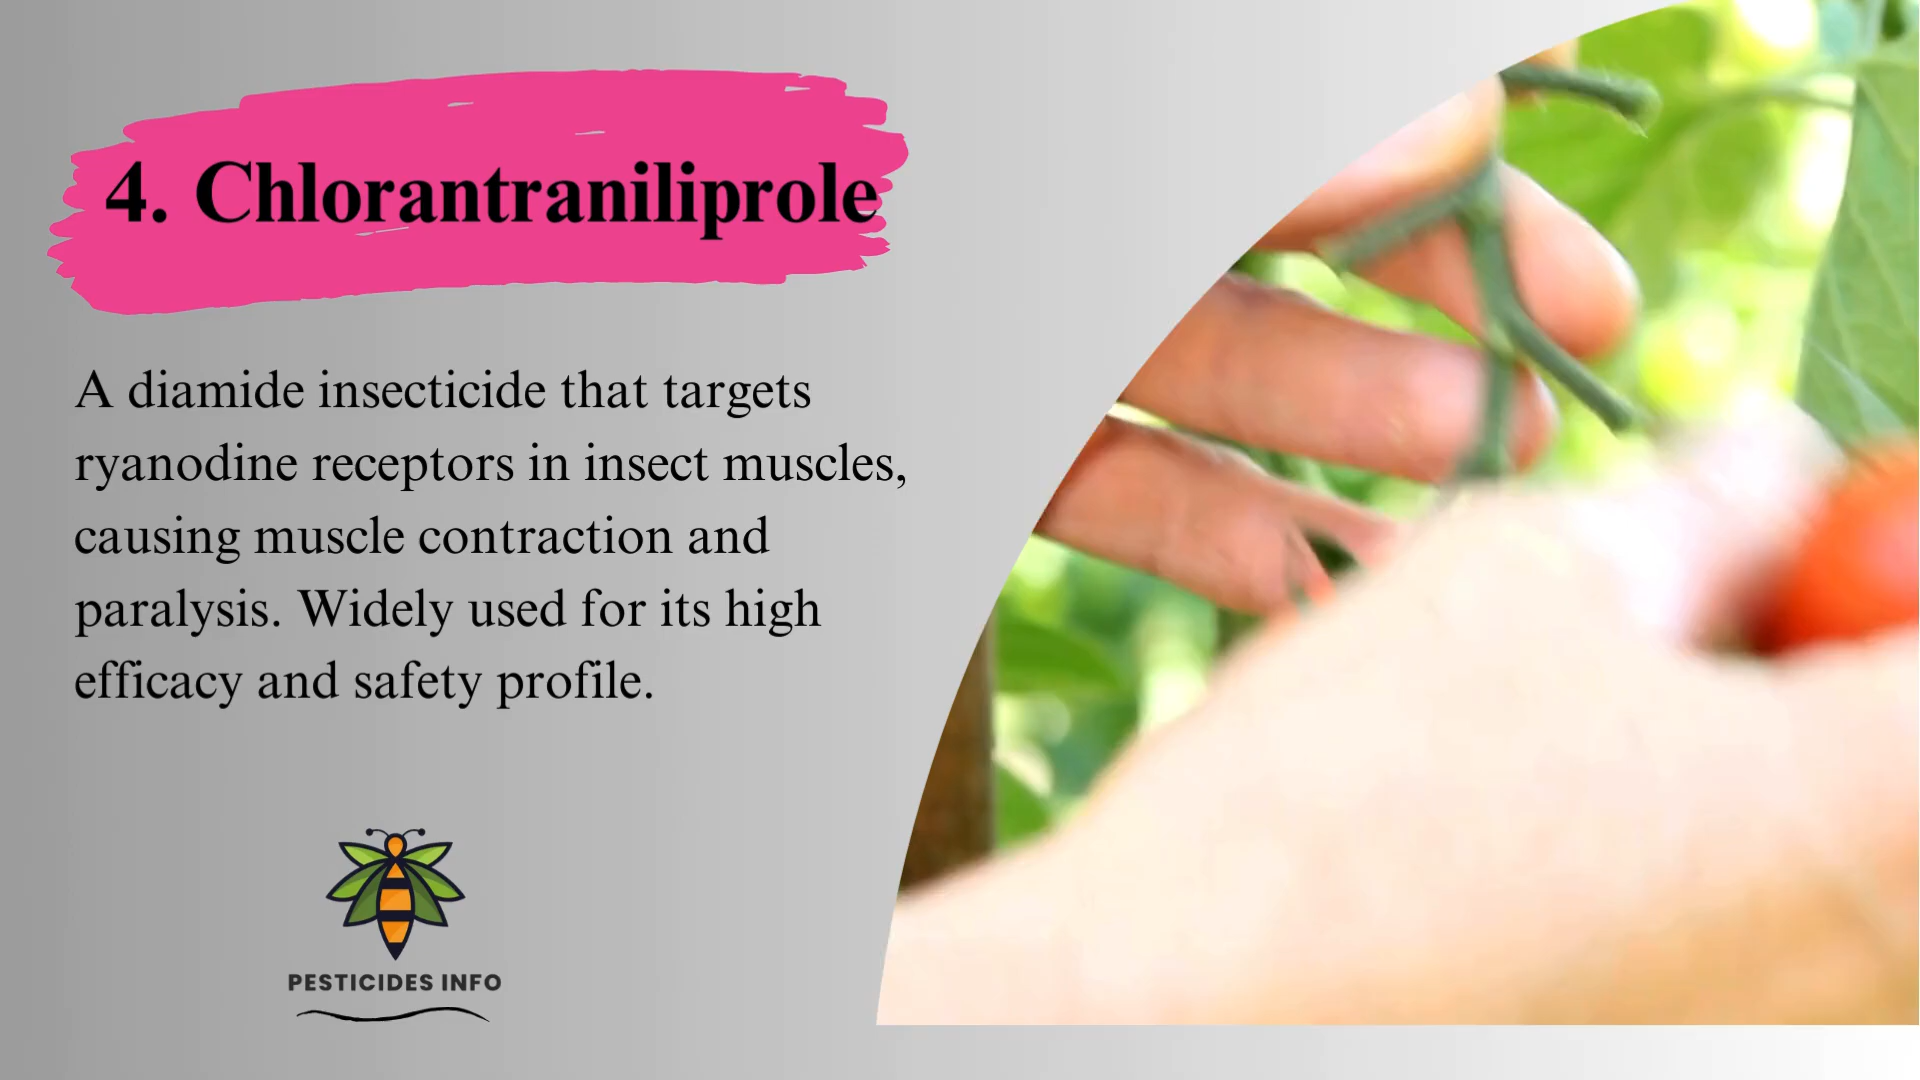 4. Chlorantraniliprole
A diamide insecticide that targets
ryanodine receptors in insect muscles,
causing muscle contraction and
paralysis. Widely used for its high
efficacy and safety profile.
PESTICIDES INFO